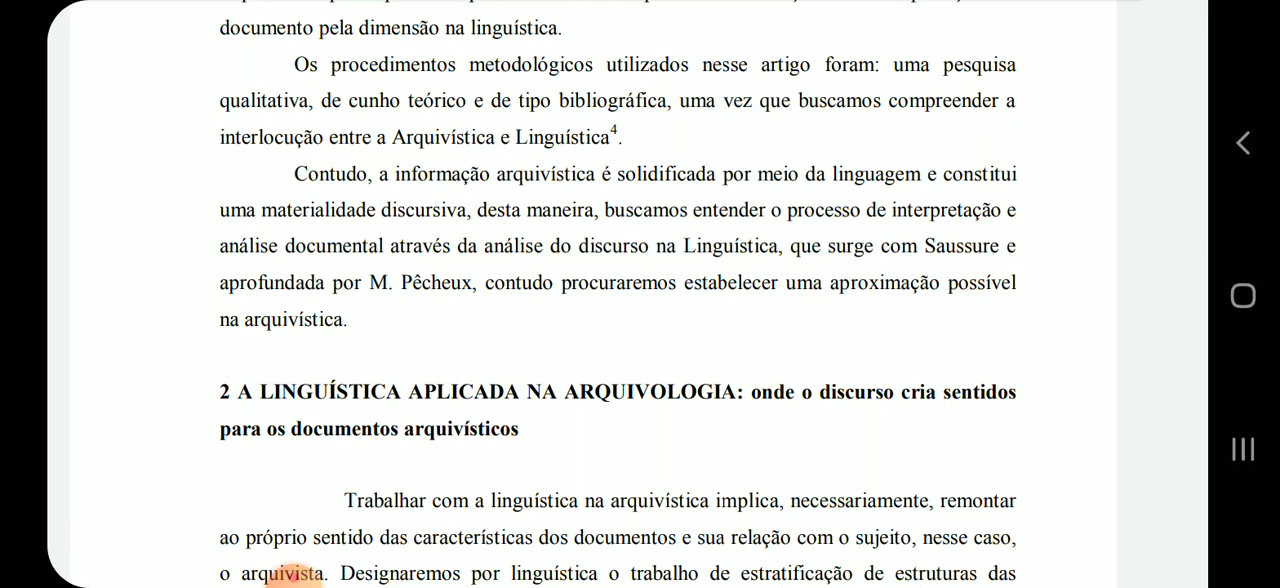 documento pela dimensão na linguística.
Os procedimentos metodológicos utilizados nesse artigo foram: uma pesquisa
qualitativa, de cunho teórico e de tipo bibliográfica, uma vez que buscamos compreender a
interlocução entre a Arquivística e Linguística⁴.
Contudo, a informação arquivística é solidificada por meio da linguagem e constitui
uma materialidade discursiva, desta maneira, buscamos entender o processo de interpretação e
análise documental através da análise do discurso na Linguística, que surge com Saussure e
aprofundada por M. Pêcheux, contudo procuraremos estabelecer uma aproximação possível
na arquivística.
2 A LINGUÍSTICA APLICADA NA ARQUIVOLOGIA: onde o discurso cria sentidos
para os documentos arquivísticos
Trabalhar com a linguística na arquivística implica, necessariamente, remontar
ao próprio sentido das características dos documentos e sua relação com o sujeito, nesse caso,
o arquivista. Designaremos por linguística o trabalho de estratificação de estruturas das